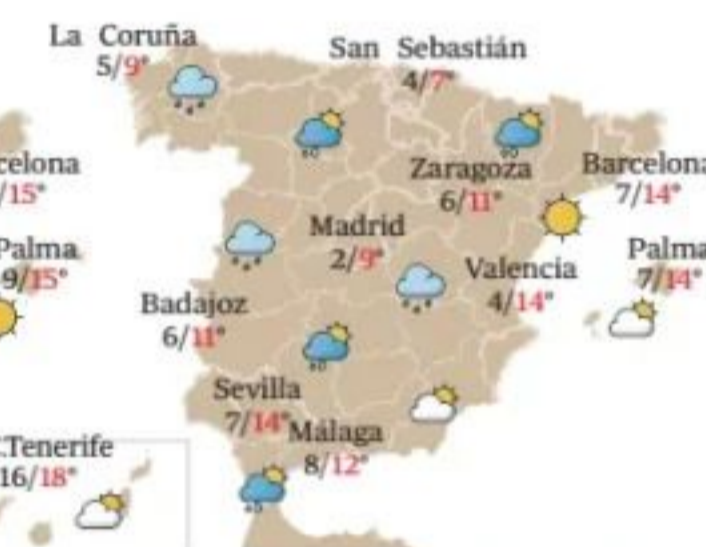 La Coruña
5/9°
San Sebastián
4/7°
celona
/15°
Zaragoza
6/11°
Barcelona
7/14°
Palma
9/15°
Madrid
2/9°
Valencia
4/14°
Palma
7/14°
Badajoz
6/11°
Sevilla
7/14°
Málaga
8/12°
.Tenerife
16/18°